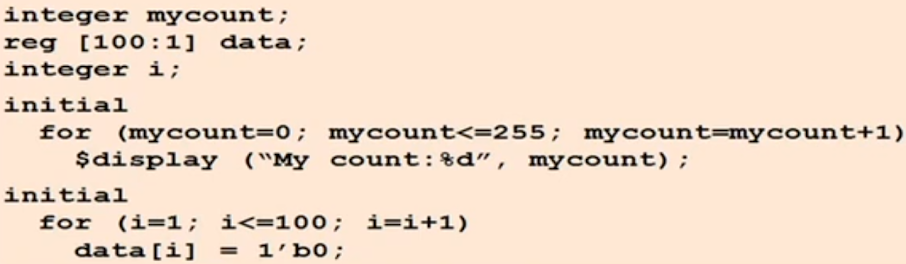 integer mycount;
reg [100:1] data;
integer i;
initial
for (mycount=0; mycount<=255; mycount=mycount+1)
$display (“My count:%d”, mycount);
initial
for (i=1; i<=100; i=i+1)
data[i] = 1’b0;